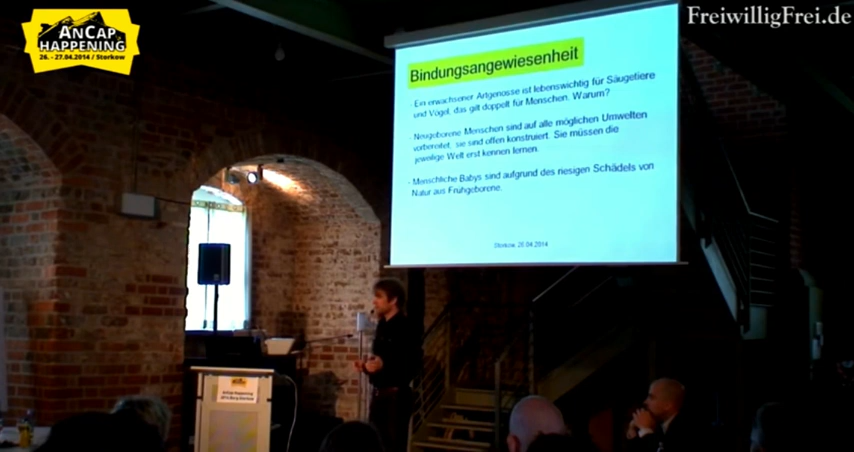 AnCap
HAPPENING
26. - 27.04.2014 / Storkow
FreiwilligFrei.de
Bindungsangewiesenheit
- Ein erwachsener Artgenosse ist lebenswichtig für Säugetiere
und Vögel, das gilt doppelt für Menschen. Warum?
- Neugeborene Menschen sind auf alle möglichen Umwelten
vorbereitet, sie sind offen konstruiert. Sie müssen die
jeweilige Welt erst kennen lernen.
- Menschliche Babys sind aufgrund des riesigen Schädels von
Natur aus Frühgeborene.
Storkow, 26.04.2014
AnCap Happening